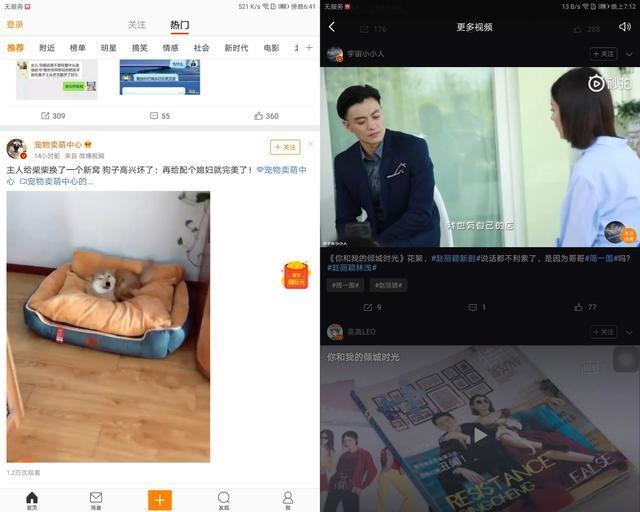 无服务
521 K/s 傍晚6:41
登录
关注
热门
推荐 附近 榜单 明星 搞笑 情感 社会 新时代 电影
309
55
360
宠物卖萌中心
14小时前 来自 微博视频
+关注
主人给柴柴换了一个新窝 狗子高兴坏了：再给配个媳妇就完美了！宠物卖萌中
心 宠物卖萌中心的...
1.2万次观看
首页
消息
发现
我
无服务
13 B/s 晚上7:12
更多视频
176
288
宇宙小小人
+关注
秒拍
我也有自己的店
《你和我的倾城时光》花絮，#赵丽颖新剧#说话都不利索了，是因为哥哥#周一围#吗?
#赵丽颖林浅#
#周一围#
#赵丽颖#
9
1
77
高真LEO
+关注
你和我的倾城时光
RESISTANCE
FALSE